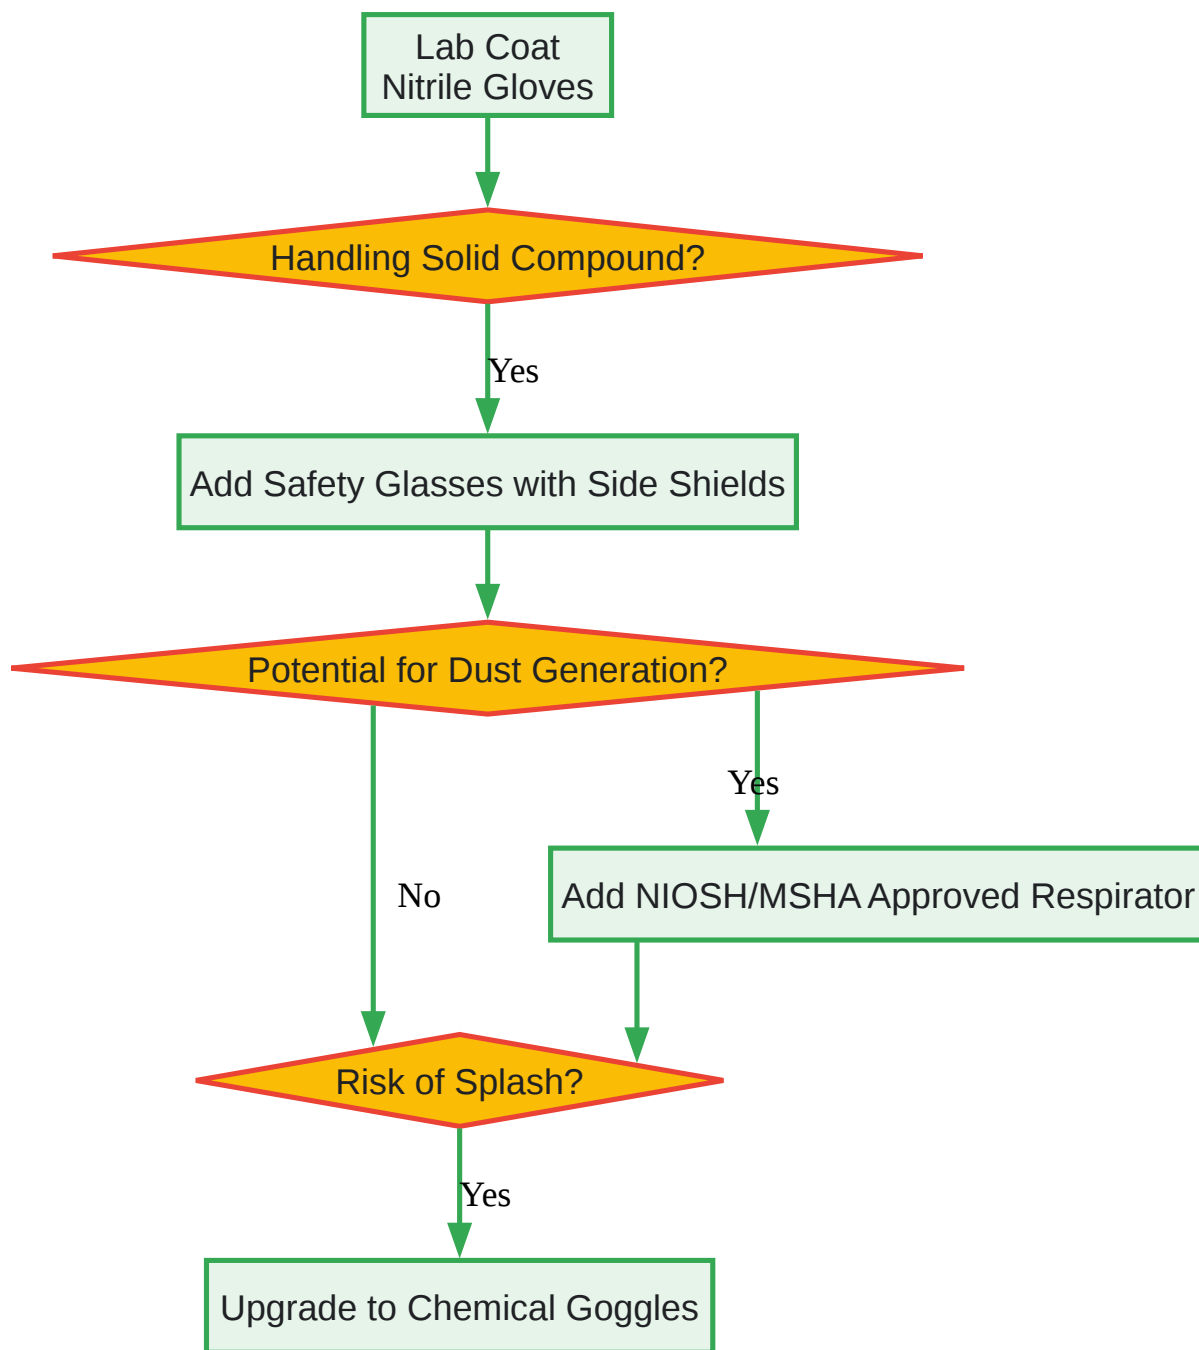 Lab Coat
Nitrile Gloves
Handling Solid Compound?
Yes
Add Safety Glasses with Side Shields
Potential for Dust Generation?
Yes
No
Add NIOSH/MSHA Approved Respirator
Risk of Splash?
Yes
Upgrade to Chemical Goggles